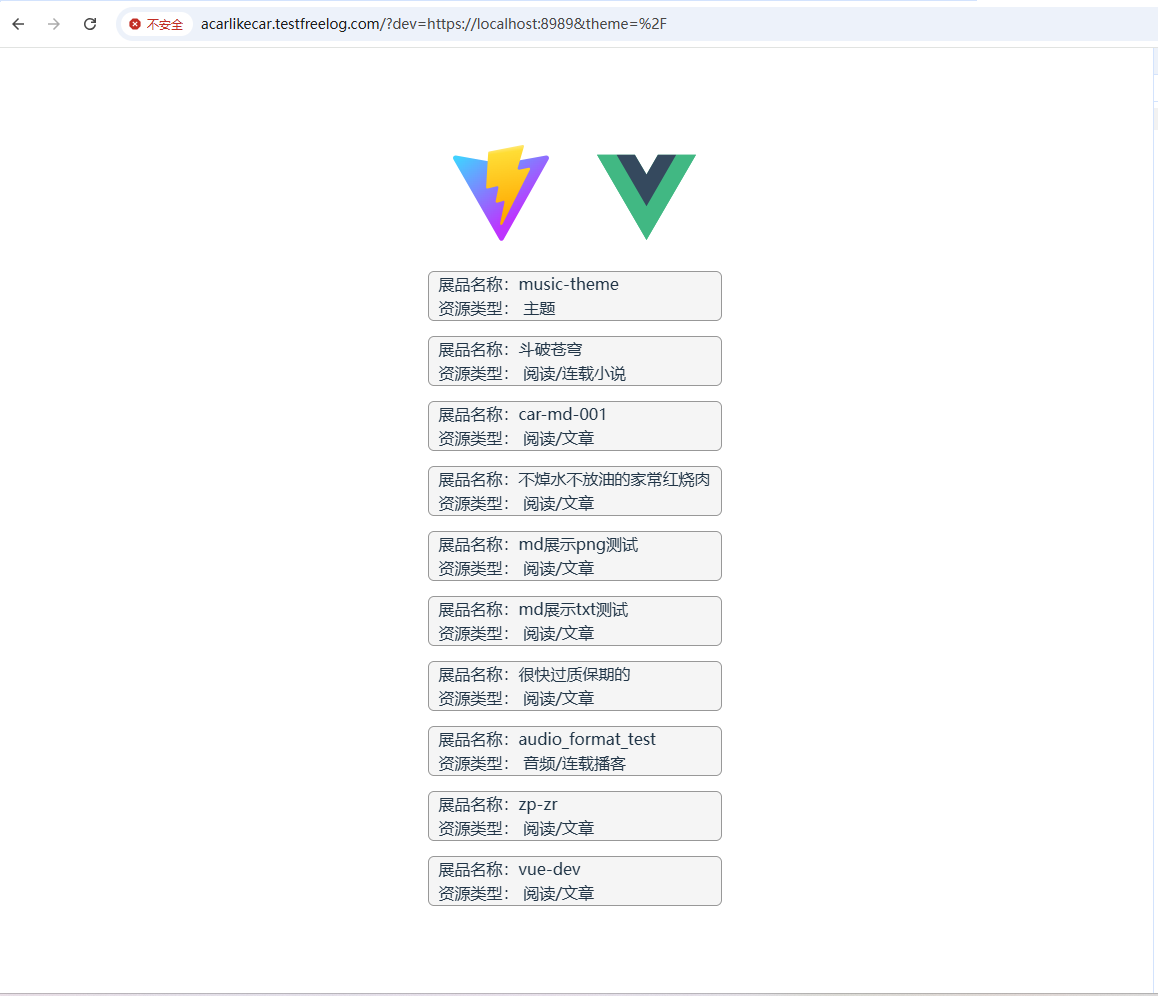 不安全 acarlikecar.testfreelog.com/?dev=https://localhost:8989&theme=%2F
展品名称：music-theme
资源类型： 主题
展品名称：斗破苍穹
资源类型： 阅读/连载小说
展品名称：car-md-001
资源类型： 阅读/文章
展品名称：不焯水不放油的家常红烧肉
资源类型： 阅读/文章
展品名称：md展示png测试
资源类型： 阅读/文章
展品名称：md展示txt测试
资源类型： 阅读/文章
展品名称：很快过质保期的
资源类型： 阅读/文章
展品名称：audio_format_test
资源类型： 音频/连载播客
展品名称：zp-zr
资源类型： 阅读/文章
展品名称：vue-dev
资源类型： 阅读/文章